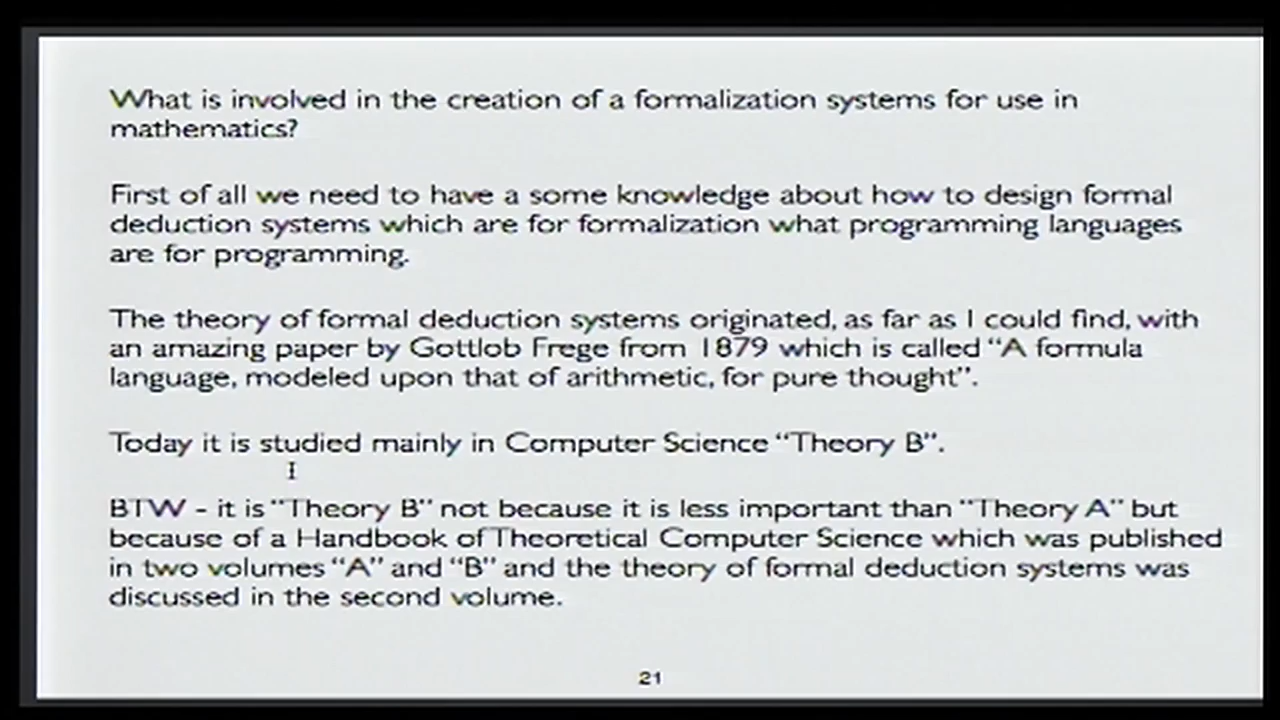 What is involved in the creation of a formalization systems for use in
mathematics?
First of all we need to have a some knowledge about how to design formal
deduction systems which are for formalization what programming languages
are for programming.
The theory of formal deduction systems originated, as far as I could find, with
an amazing paper by Gottlob Frege from 1879 which is called “A formula
language, modeled upon that of arithmetic, for pure thought”.
Today it is studied mainly in Computer Science “Theory B”.
BTW - it is “Theory B” not because it is less important than “Theory A” but
because of a Handbook of Theoretical Computer Science which was published
in two volumes “A” and “B” and the theory of formal deduction systems was
discussed in the second volume.
21